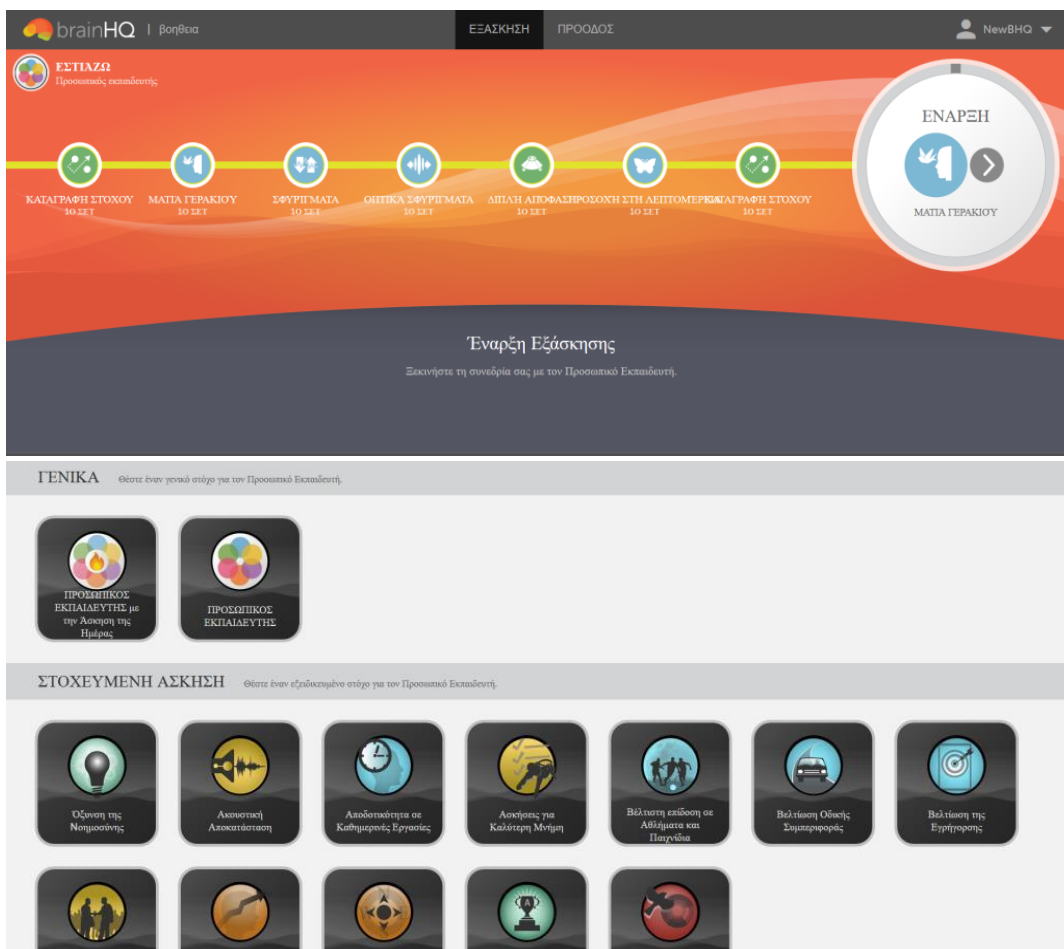 brainHQ | βοηθεια ΕΞΑΣΚΗΣΗ ΠΡΟΟΔΟΣ NewBHQ
ΕΣΤΙΑΖΩ
Προσωπικός εκπαιδευτής
ΕΝΑΡΞΗ
ΜΑΤΙΑ ΓΕΡΑΚΙΟΥ
ΚΑΤΑΓΡΑΦΗ ΣΤΟΧΟΥ
10 ΣΕΤ
ΜΑΤΙΑ ΓΕΡΑΚΙΟΥ
10 ΣΕΤ
ΣΦΥΡΙΓΜΑΤΑ
10 ΣΕΤ
ΟΠΤΙΚΑ ΣΦΥΡΙΓΜΑΤΑ
10 ΣΕΤ
ΔΙΠΛΗ ΑΠΟΦΑΣΗ
10 ΣΕΤ
ΠΡΟΣΟΧΗ ΣΤΗ ΛΕΠΤΟΜΕΡΕΙΑ
10 ΣΕΤ
ΚΑΤΑΓΡΑΦΗ ΣΤΟΧΟΥ
10 ΣΕΤ
Έναρξη Εξάσκησης
Ξεκινήστε τη συνεδρία σας με τον Προσωπικό Εκπαιδευτή.
ΓΕΝΙΚΑ Θέστε έναν γενικό στόχο για τον Προσωπικό Εκπαιδευτή.
ΠΡΟΣΩΠΙΚΟΣ
ΕΚΠΑΙΔΕΥΤΗΣ με
την Άσκηση της
Ημέρας
ΠΡΟΣΩΠΙΚΟΣ
ΕΚΠΑΙΔΕΥΤΗΣ
ΣΤΟΧΕΥΜΕΝΗ ΑΣΚΗΣΗ Θέστε έναν εξειδικευμένο στόχο για τον Προσωπικό Εκπαιδευτή.
Όξυνση της
Νοημοσύνης
Ακουστική
Αποκατάσταση
Αποδοτικότητα σε
Καθημερινές Εργασίες
Ασκήσεις για
Καλύτερη Μνήμη
Βέλτιστη επίδοση σε
Αθλήματα και
Παιχνίδια
Βελτίωση Οδικής
Συμπεριφοράς
Βελτίωση της
Εγρήγορσης